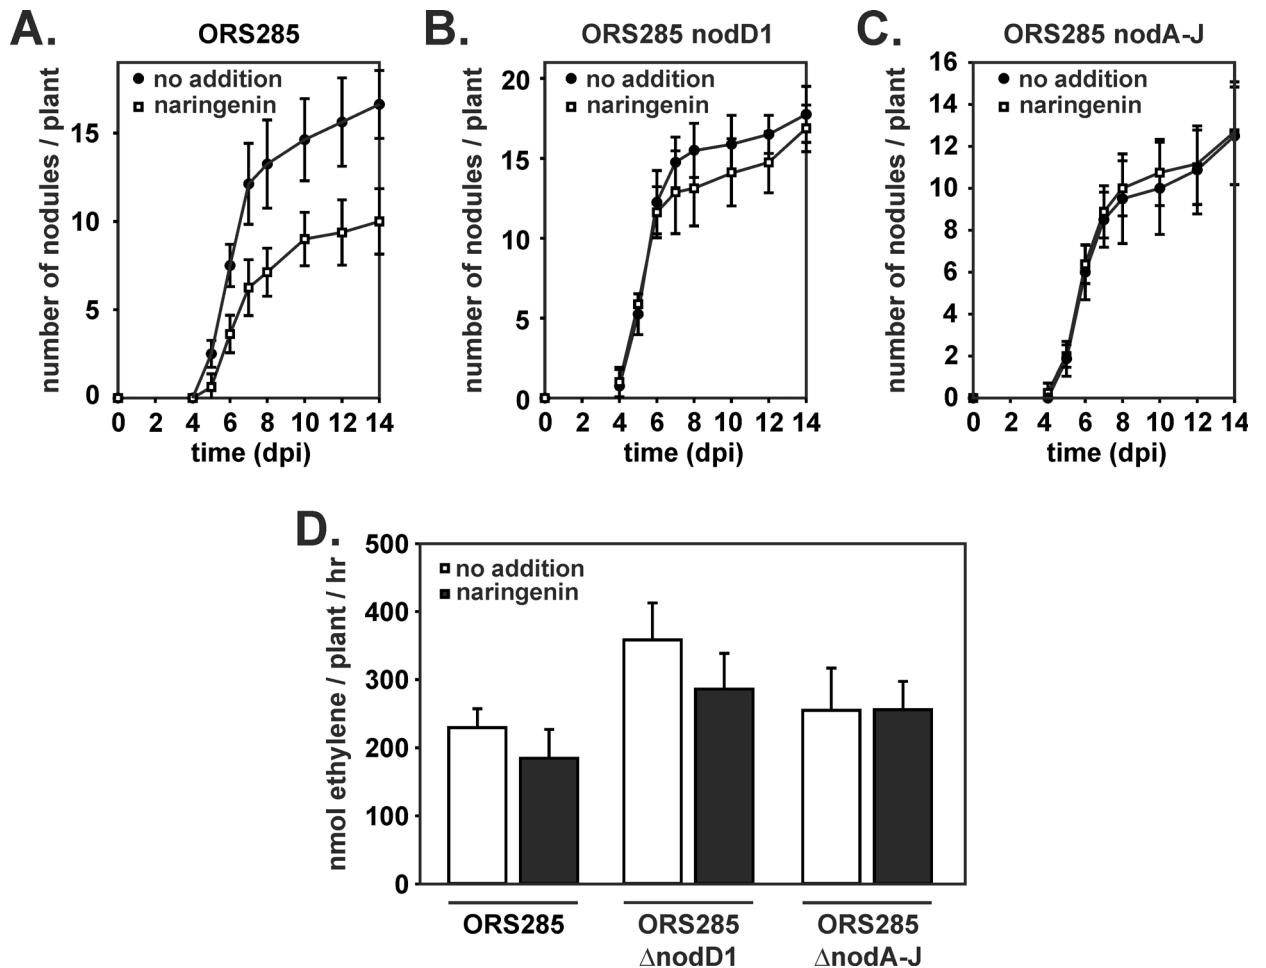 A.
ORS285
no addition
naringenin
number of nodules / plant
15
10
5
0
0 2 4 6 8 10 12 14
time (dpi)
B.
ORS285 nodD1
no addition
naringenin
number of nodules / plant
20
15
10
5
0
0 2 4 6 8 10 12 14
time (dpi)
C.
ORS285 nodA-J
no addition
naringenin
number of nodules / plant
16
14
12
10
8
6
4
2
0
0 2 4 6 8 10 12 14
time (dpi)
D.
no addition
naringenin
nmol ethylene / plant / hr
500
400
300
200
100
0
ORS285
ORS285
ΔnodD1
ORS285
ΔnodA-J